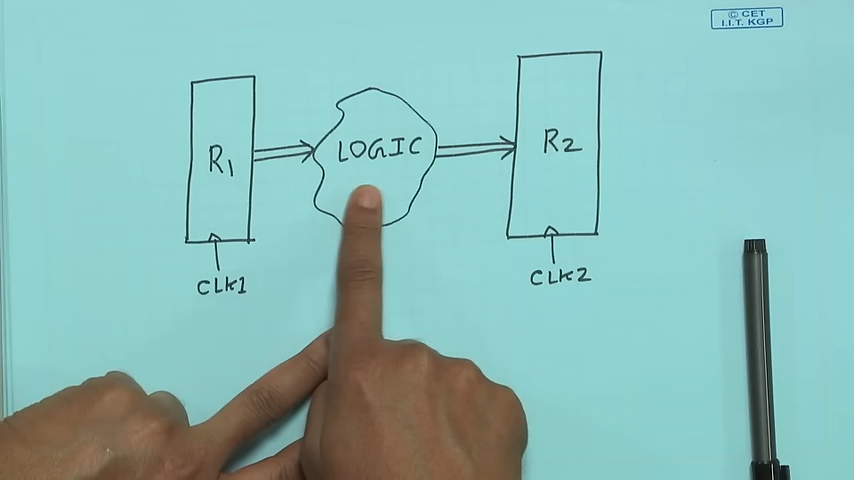 © CET
I.I.T. KGP
R1
LOGIC
R2
CLK1
CLK2